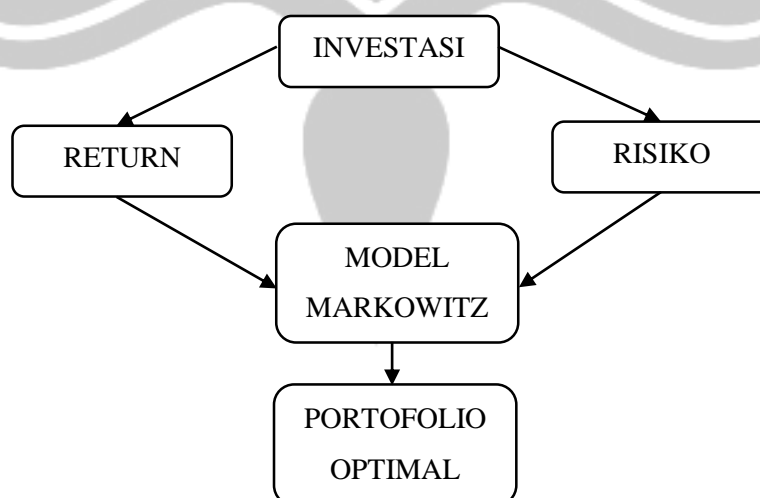 INVESTASI
RETURN
RISIKO
MODEL
MARKOWITZ
PORTOFOLIO
OPTIMAL